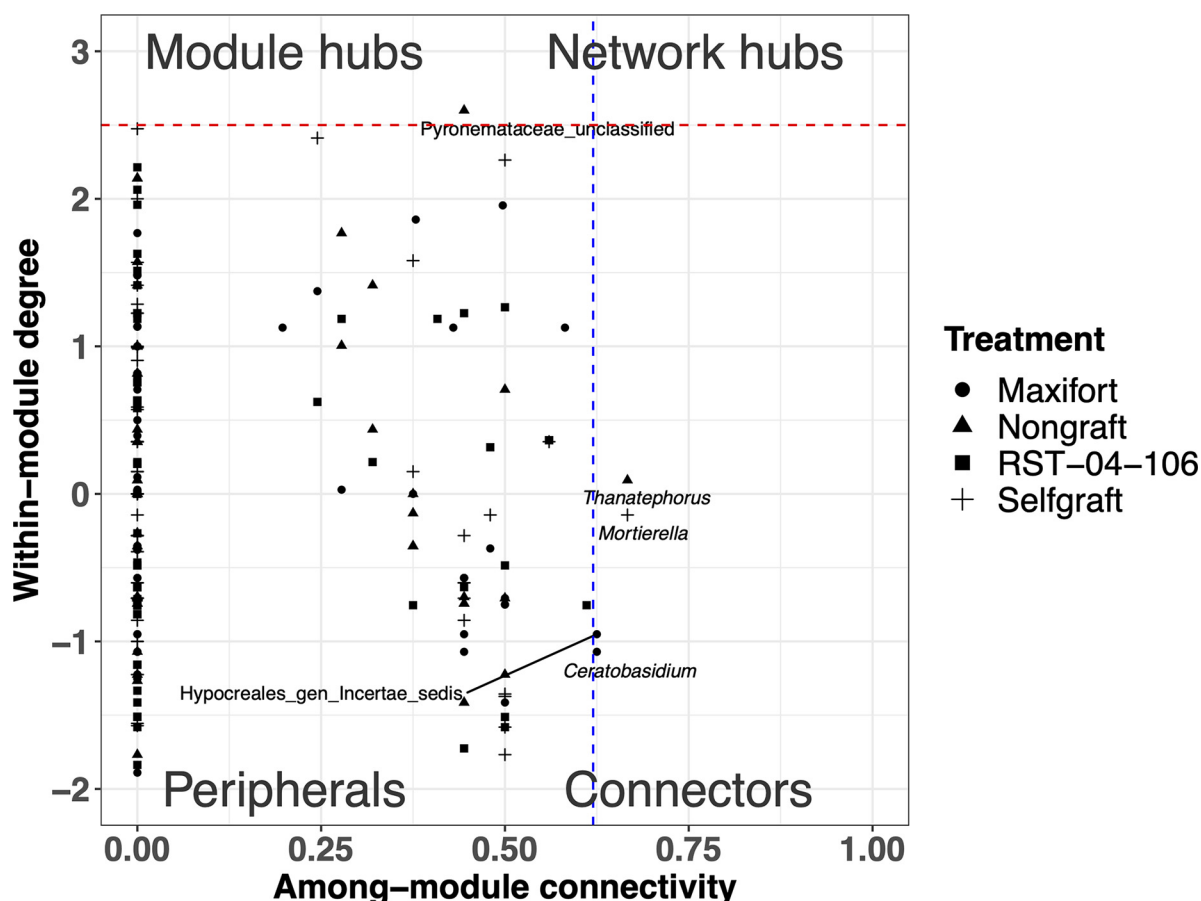 Module hubs
Network hubs
Pyronemataceae_unclassified
Thanatephorus
Mortierella
Ceratobasidium
Hypocreales_gen_Incertae_sedis
Peripherals
Connectors
3
2
1
0
−1
−2
Within−module degree
0.00 0.25 0.50 0.75 1.00
Among−module connectivity
Treatment
Maxifort
Nongraft
RST−04−106
Selfgraft